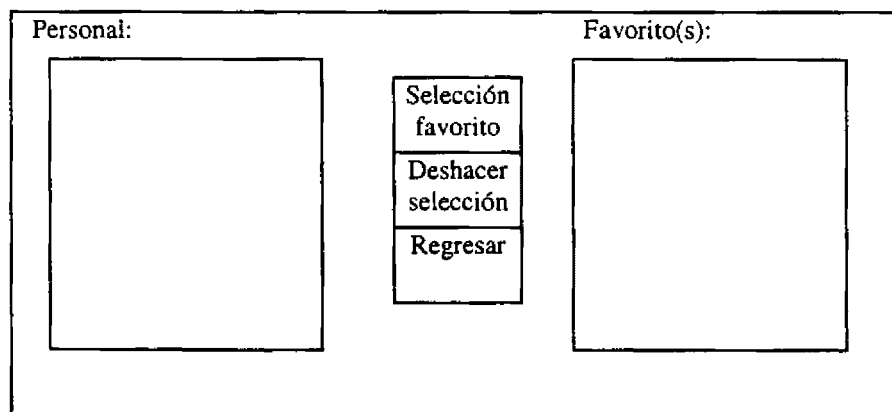 Personal:
Favorito(s):
Selección
favorito
Deshacer
selección
Regresar